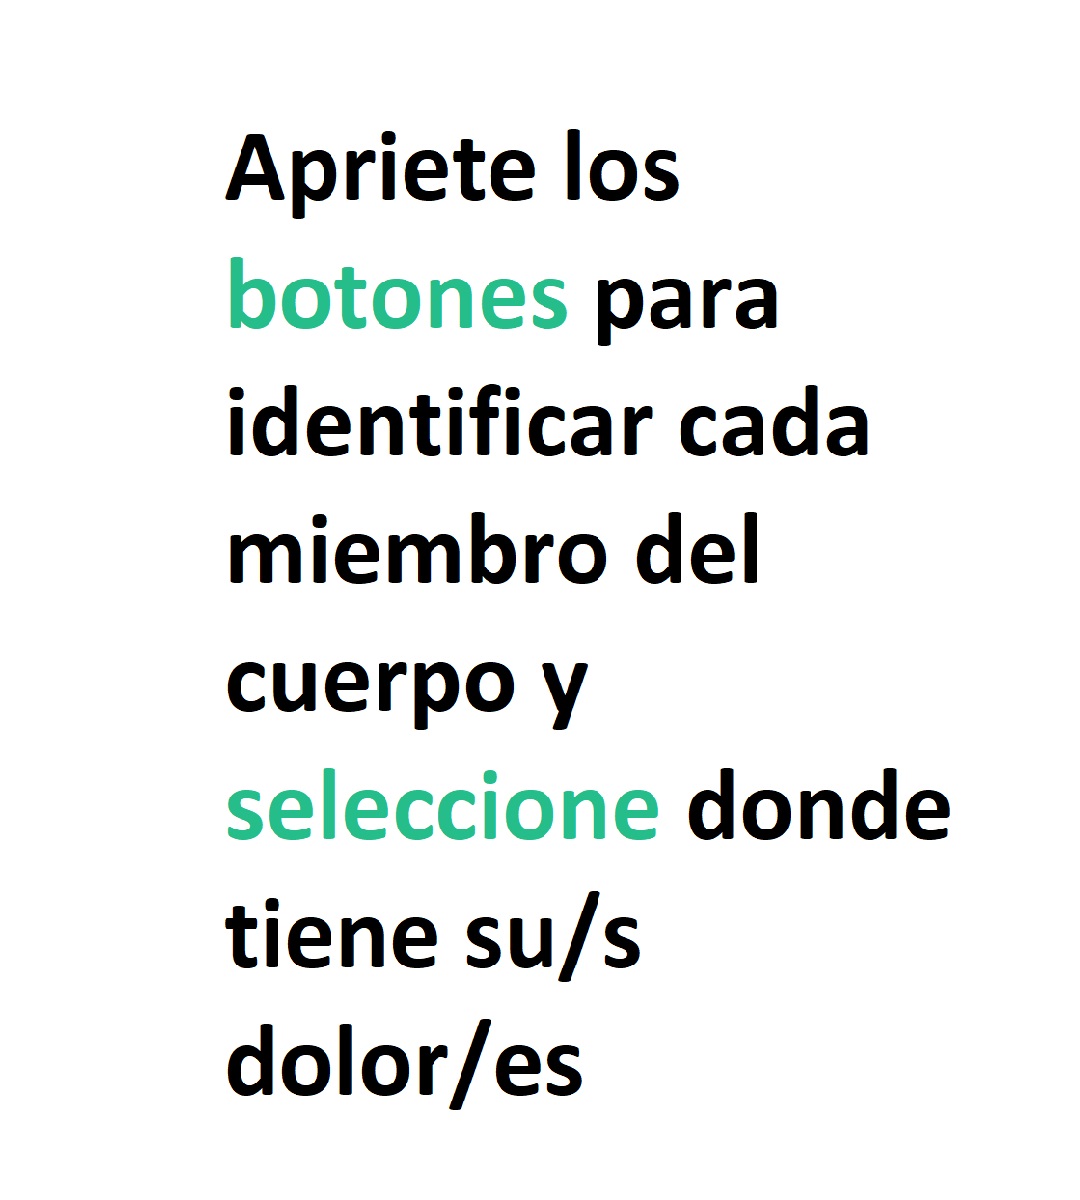 Apriete los
botones para
identificar cada
miembro del
cuerpo y
seleccione donde
tiene su/s
dolor/es